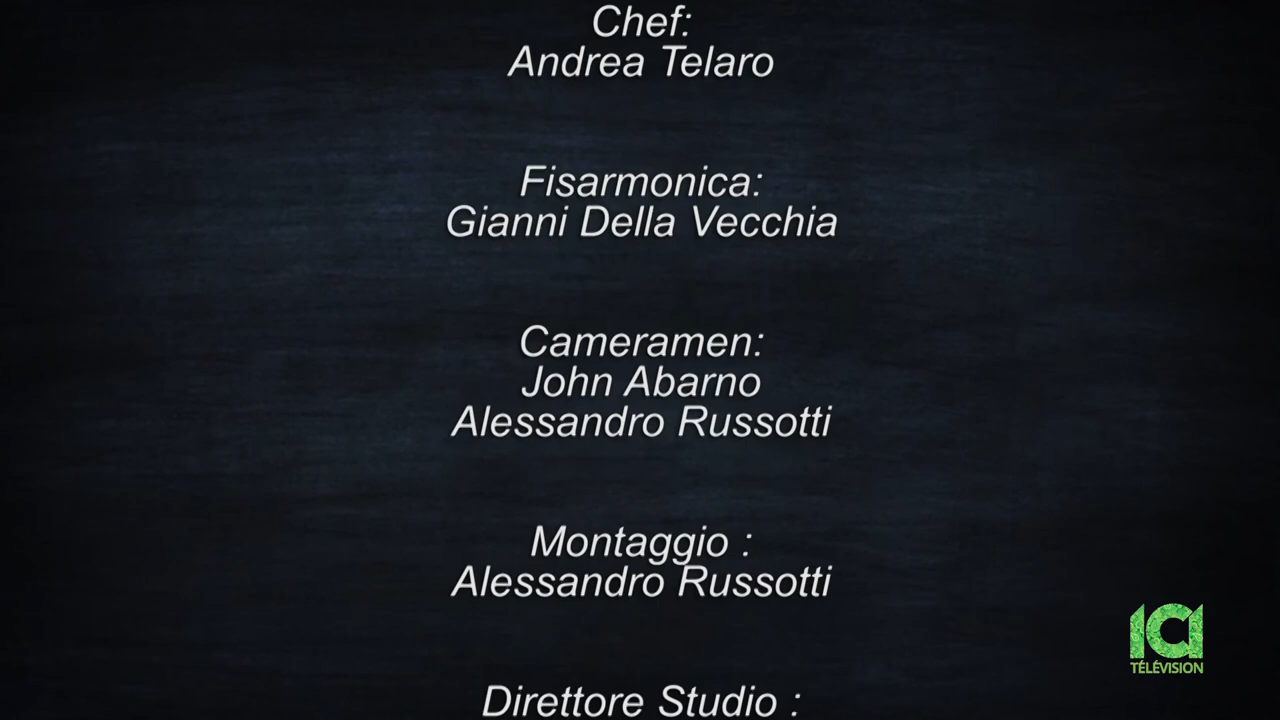 Chef:
Andrea Telaro
Fisarmonica:
Gianni Della Vecchia
Cameramen:
John Abarno
Alessandro Russotti
Montaggio :
Alessandro Russotti
Direttore Studio :
ICI
TÉLÉVISION